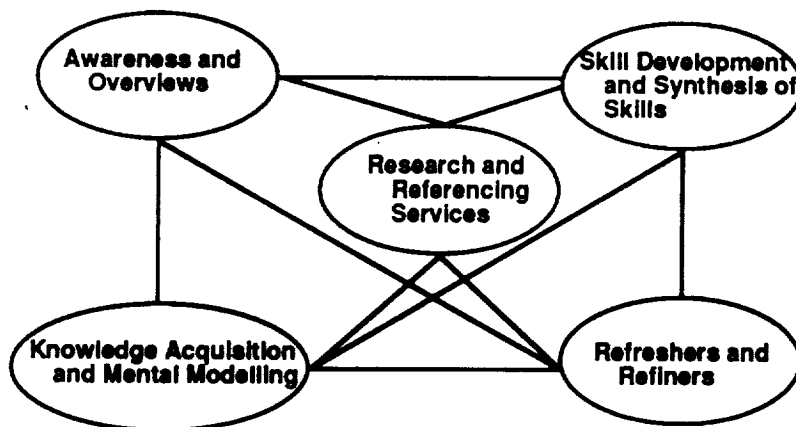 Awareness and
Overviews
Skill Development
and Synthesis of
Skills
Research and
Referencing
Services
Knowledge Acquisition
and Mental Modelling
Refreshers and
Refiners